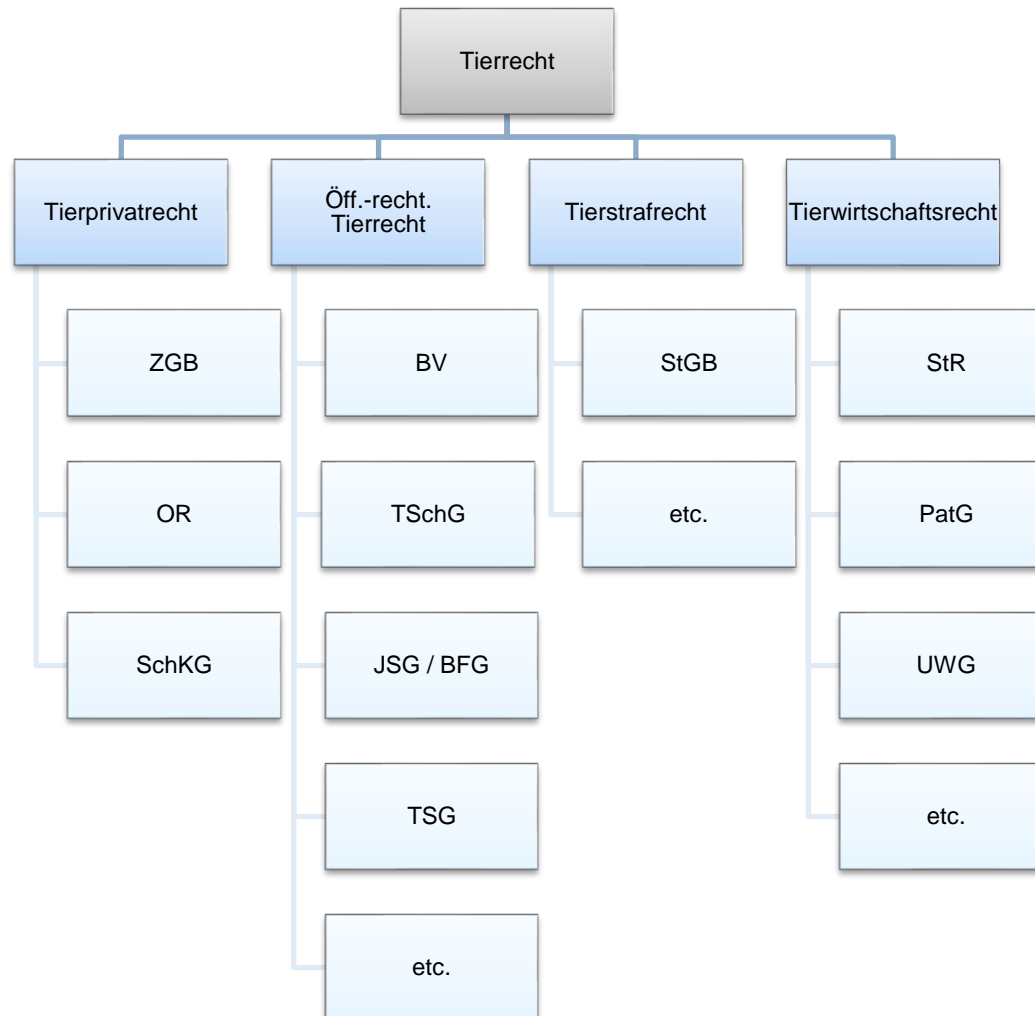 Tierrecht
Tierprivatrecht
Öff.-recht.
Tierrecht
Tierstrafrecht
Tierwirtschaftsrecht
ZGB
BV
StGB
StR
OR
TSchG
etc.
PatG
SchKG
JSG / BFG
UWG
TSG
etc.
etc.